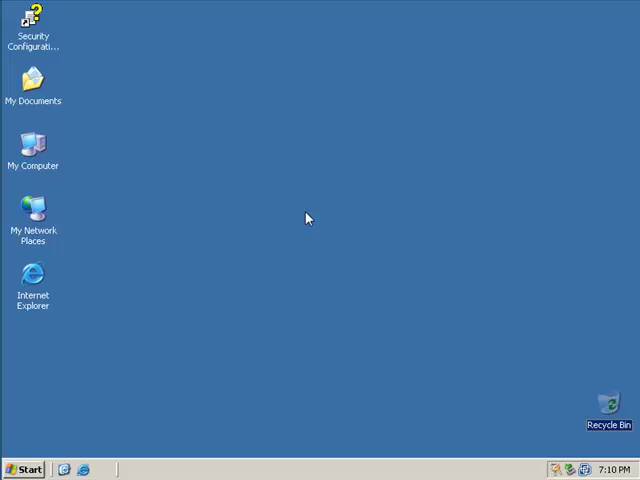 Security
Configurati...
My Documents
My Computer
My Network
Places
Internet
Explorer
Recycle Bin
Start
7:10 PM